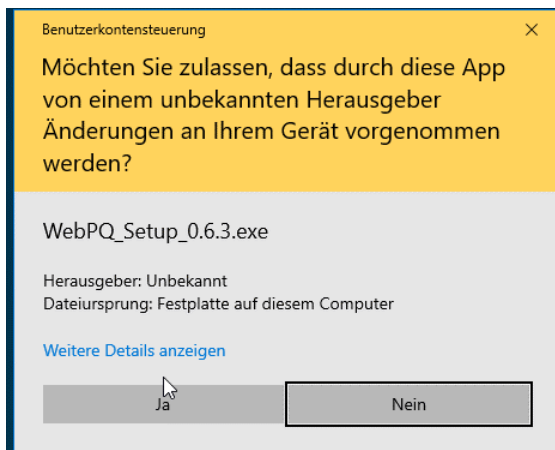 Benutzerkontensteuerung
Möchten Sie zulassen, dass durch diese App
von einem unbekannten Herausgeber
Änderungen an Ihrem Gerät vorgenommen
werden?
WebPQ_Setup_0.6.3.exe
Herausgeber: Unbekannt
Dateiursprung: Festplatte auf diesem Computer
Weitere Details anzeigen
Ja Nein